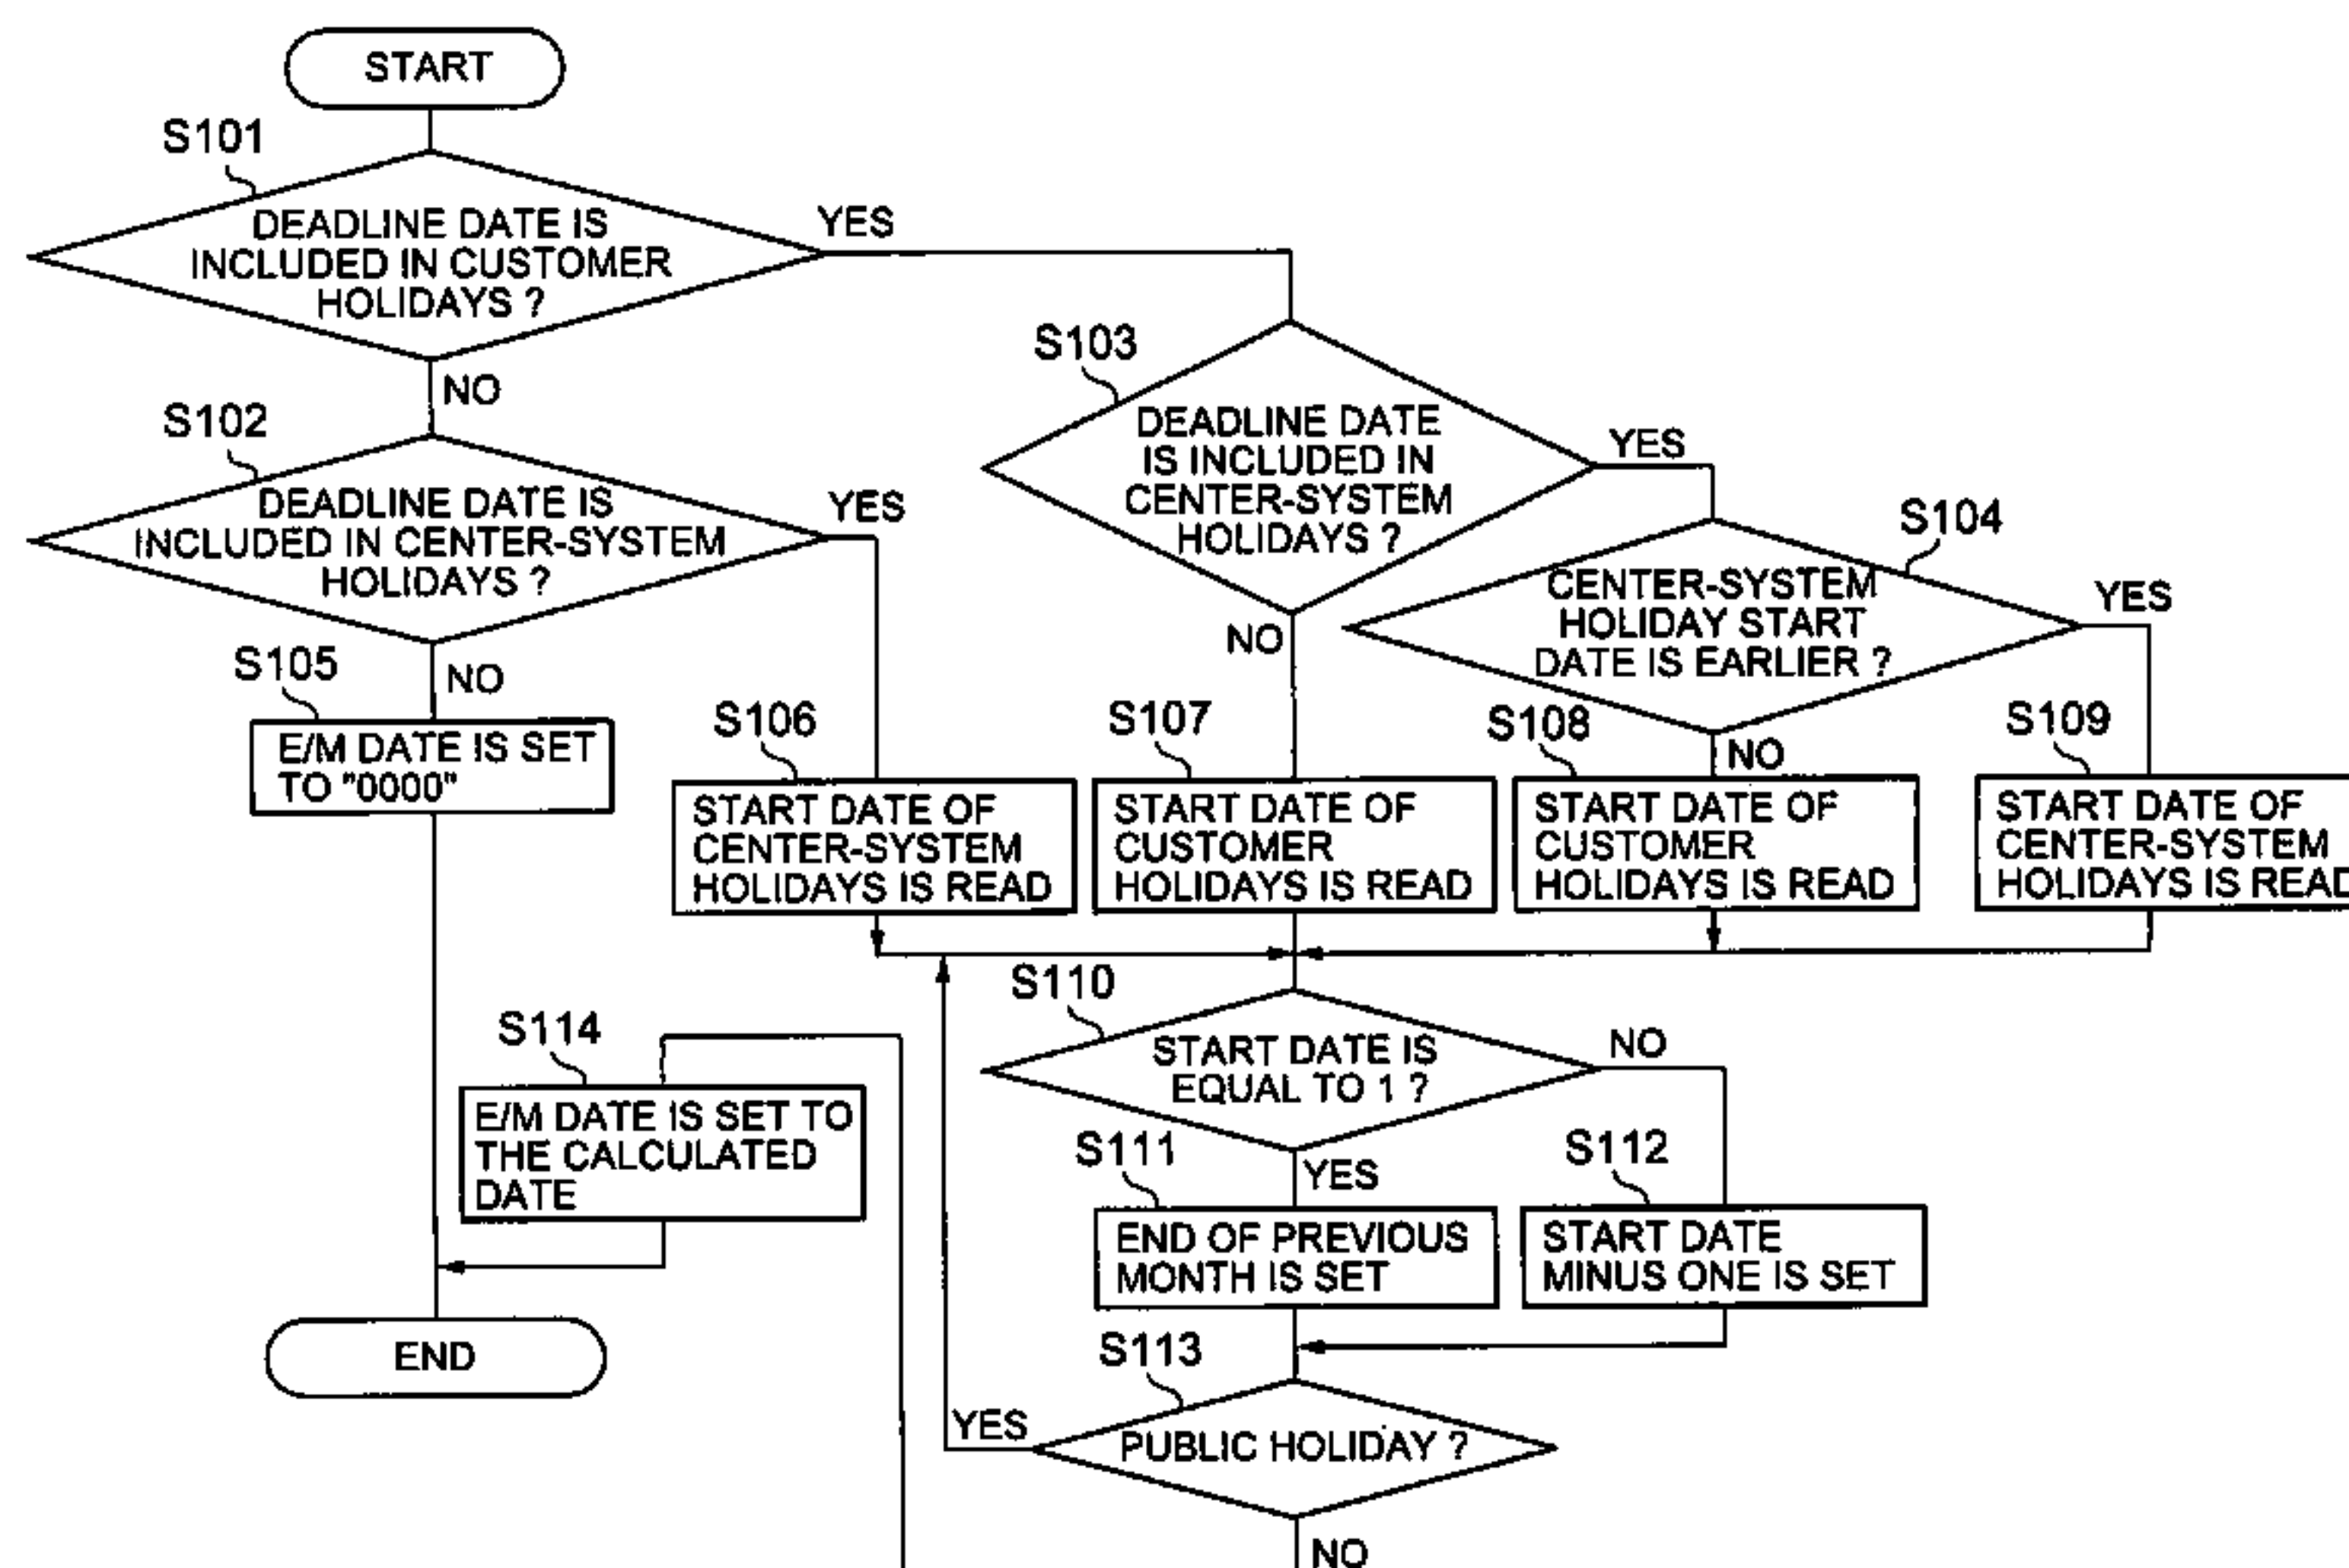 START
S101
DEADLINE DATE IS
INCLUDED IN CUSTOMER
HOLIDAYS ?
YES
NO
S102
DEADLINE DATE IS
INCLUDED IN CENTER-SYSTEM
HOLIDAYS ?
YES
NO
S103
DEADLINE DATE
IS INCLUDED IN
CENTER-SYSTEM
HOLIDAYS ?
YES
NO
S104
CENTER-SYSTEM
HOLIDAY START
DATE IS EARLIER ?
YES
NO
S105
E/M DATE IS SET
TO "0000"
S106
START DATE OF
CENTER-SYSTEM
HOLIDAYS IS READ
S107
START DATE OF
CUSTOMER
HOLIDAYS IS READ
S108
START DATE OF
CUSTOMER
HOLIDAYS IS READ
S109
START DATE OF
CENTER-SYSTEM
HOLIDAYS IS READ
S110
START DATE IS
EQUAL TO 1 ?
NO
YES
S111
END OF PREVIOUS
MONTH IS SET
S112
START DATE
MINUS ONE IS SET
S113
PUBLIC HOLIDAY ?
YES
NO
S114
E/M DATE IS SET TO
THE CALCULATED
DATE
END